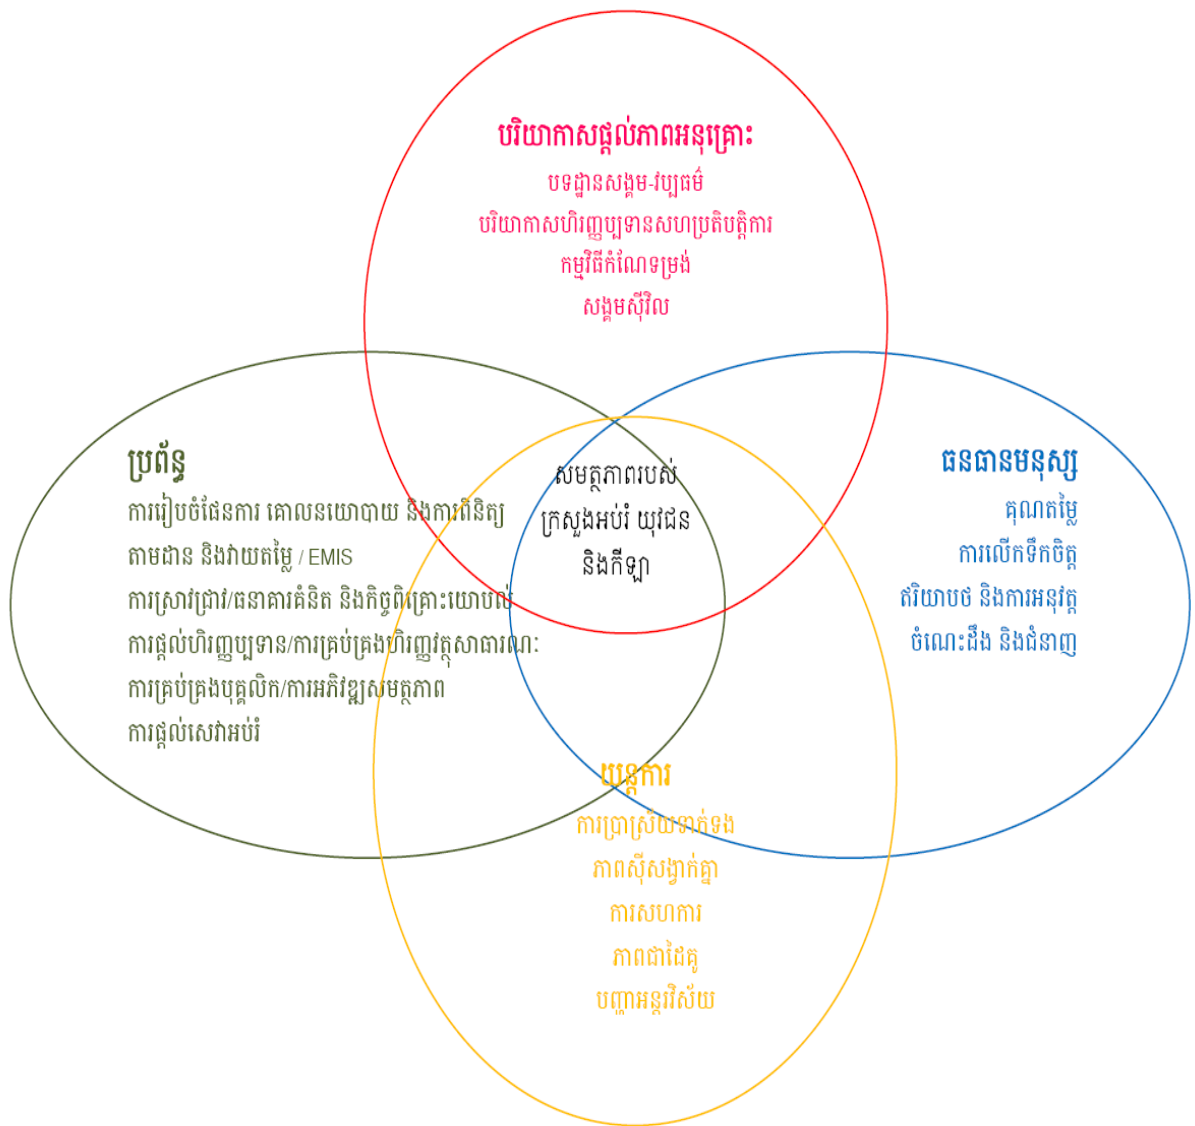 បរិយាកាសផ្តល់ភាពអនុគ្រោះ
បទដ្ឋានសង្គម-វប្បធម៌
បរិយាកាសហិរញ្ញប្បទានសហប្រតិបត្តិការ
កម្មវិធីកំណែទម្រង់
សង្គមស៊ីវិល
ប្រព័ន្ធ
ការរៀបចំផែនការ គោលនយោបាយ និងការពិនិត្យ
តាមដាន និងវាយតម្លៃ / EMIS
ការស្រាវជ្រាវ/ធនាគារគំនិត និងកិច្ចពិគ្រោះយោបល់
ការផ្តល់ហិរញ្ញប្បទាន/ការគ្រប់គ្រងហិរញ្ញវត្ថុសាធារណៈ
ការគ្រប់គ្រងបុគ្គលិក/ការអភិវឌ្ឍសមត្ថភាព
ការផ្តល់សេវាអប់រំ
សមត្ថភាពរបស់
ក្រសួងអប់រំ យុវជន
និងកីឡា
ធនធានមនុស្ស
គុណតម្លៃ
ការលើកទឹកចិត្ត
ឥរិយាបថ និងការអនុវត្ត
ចំណេះដឹង និងជំនាញ
យន្តការ
ការប្រាស្រ័យទាក់ទង
ភាពស៊ីសង្វាក់គ្នា
ការសហការ
ភាពជាដៃគូ
បញ្ហាអន្តរវិស័យ